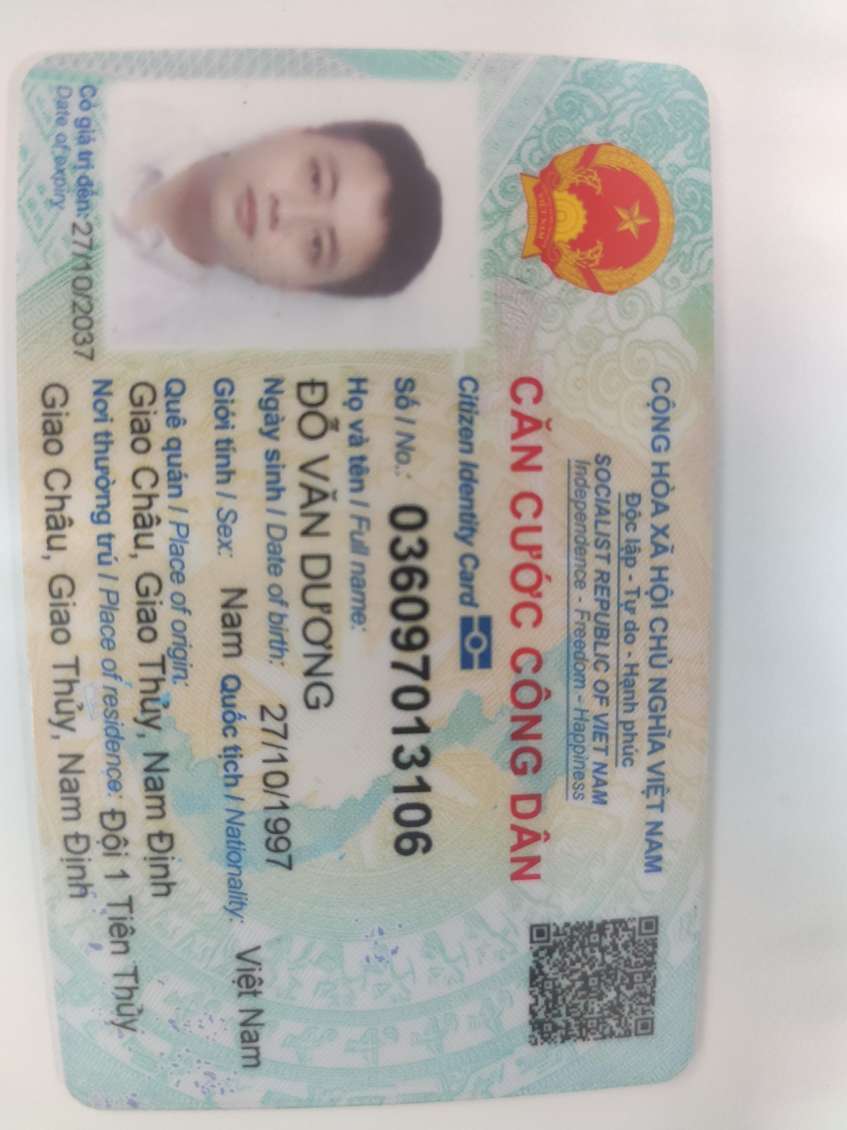 CỘNG HÒA XÃ HỘI CHỦ NGHĨA VIỆT NAM
Độc lập - Tự do - Hạnh phúc
SOCIALIST REPUBLIC OF VIET NAM
Independence - Freedom - Happiness
CĂN CƯỚC CÔNG DÂN
Citizen Identity Card
Số / No.: 036097013106
Họ và tên / Full name:
ĐỖ VĂN DƯƠNG
Ngày sinh / Date of birth: 27/10/1997
Giới tính / Sex: Nam Quốc tịch / Nationality: Việt Nam
Quê quán / Place of origin:
Giao Châu, Giao Thủy, Nam Định
Nơi thường trú / Place of residence: Đội 1 Tiên Thủy
Giao Châu, Giao Thủy, Nam Định
Có giá trị đến: 27/10/2037
Date of expiry